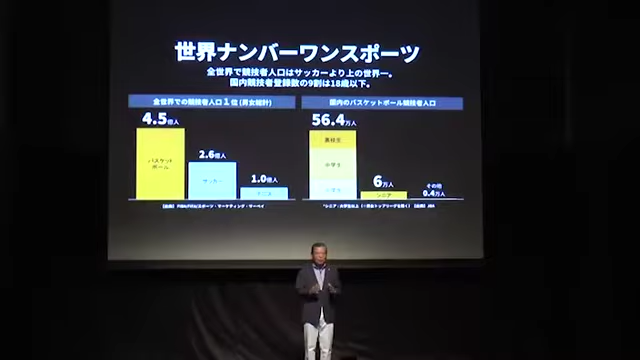 世界ナンバーワンスポーツ
全世界で競技者人口はサッカーより上の世界一。
国内競技者登録数の9割は18歳以下。
全世界での競技者人口1位(男女総計)
国内のバスケットボール競技者人口
4.5億人
2.6億人
1.0億人
バスケット
ボール
サッカー
テニス
56.4万人
6万人
その他
0.4万人
高校生
中学生
小学生
シニア